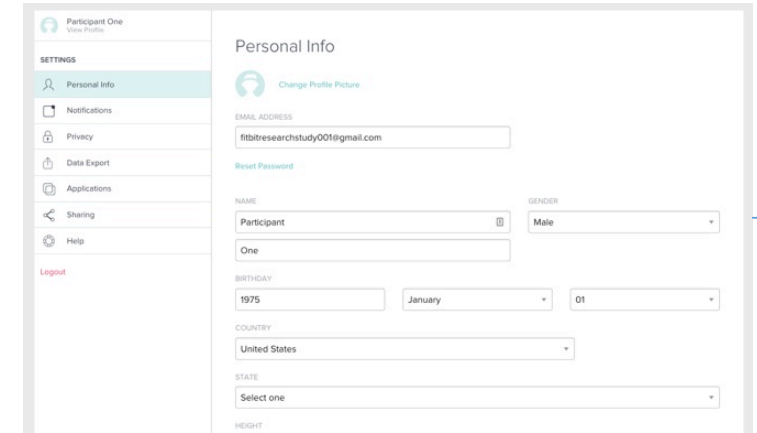 Participant One
View Profile
SETTINGS
Personal Info
Notifications
Privacy
Data Export
Applications
Sharing
Help
Logout
Personal Info
Change Profile Picture
EMAIL ADDRESS
fitbitresearchstudy001@gmail.com
Reset Password
NAME
GENDER
Participant
Male
One
BIRTHDAY
1975
January
01
COUNTRY
United States
STATE
Select one
HEIGHT